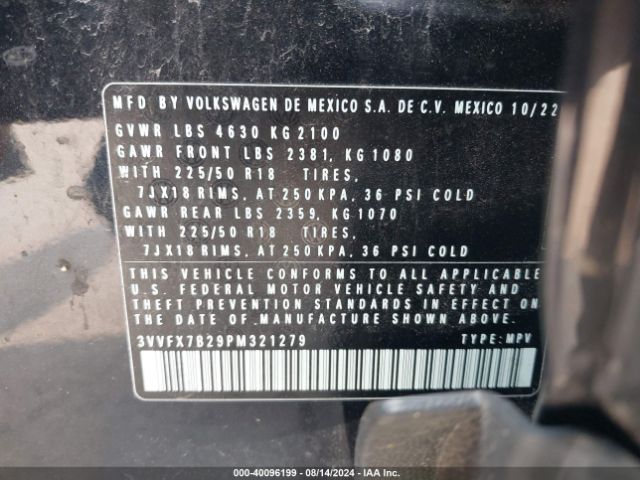 MFD BY VOLKSWAGEN DE MEXICO S.A. DE C.V. MEXICO 10/22
GVWR LBS 4630 KG 2100
GAWR FRONT LBS 2381, KG 1080
WITH 225/50 R18 TIRES,
7JX18 RIMS, AT 250 KPA, 36 PSI COLD
GAWR REAR LBS 2359, KG 1070
WITH 225/50 R18 TIRES,
7JX18 RIMS, AT 250 KPA, 36 PSI COLD
THIS VEHICLE CONFORMS TO ALL APPLICABLE
U.S. FEDERAL MOTOR VEHICLE SAFETY AND
THEFT PREVENTION STANDARDS IN EFFECT ON
THE DATE OF MANUFACTURE SHOWN ABOVE.
3VVFX7B29PM321279 TYPE: MPV
000-40096199 - 08/14/2024 - IAA Inc.